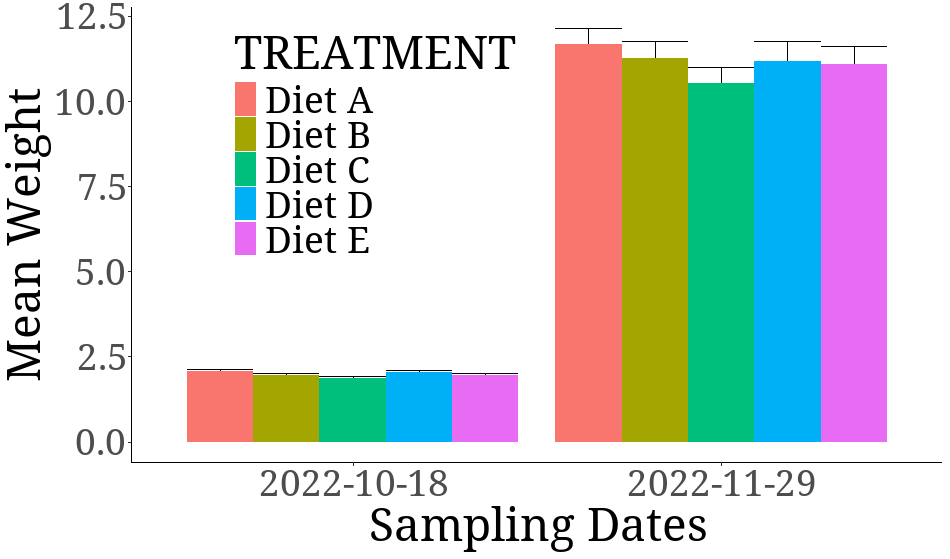 Mean Weight
12.5
10.0
7.5
5.0
2.5
0.0
TREATMENT
Diet A
Diet B
Diet C
Diet D
Diet E
2022-10-18
2022-11-29
Sampling Dates